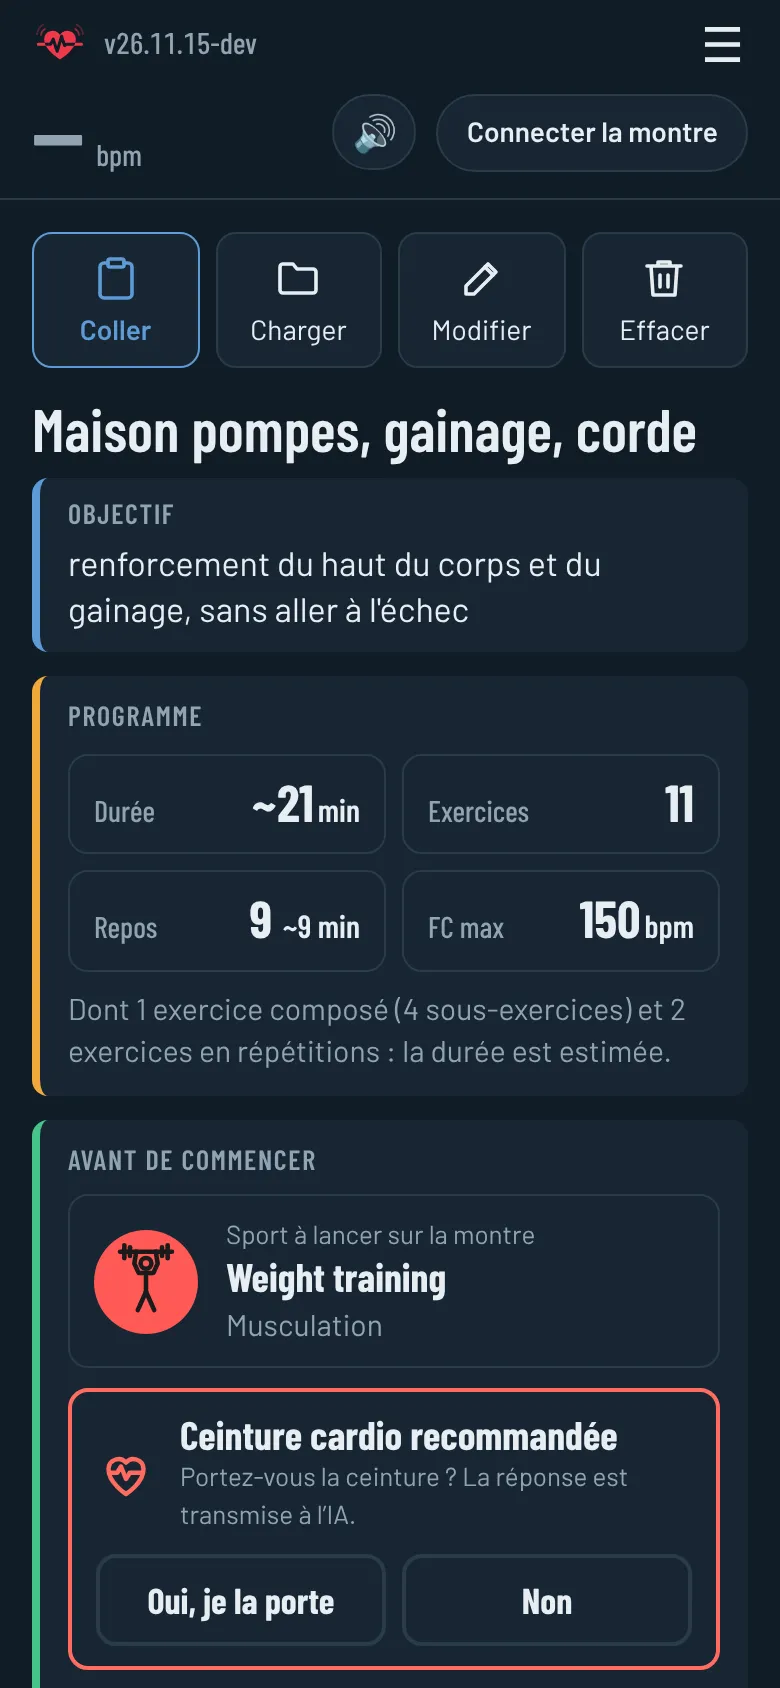 v26.11.15-dev
— bpm
Connecter la montre
Coller
Charger
Modifier
Effacer
Maison pompes, gainage, corde
OBJECTIF
renforcement du haut du corps et du
gainage, sans aller à l'échec
PROGRAMME
Durée ~21 min
Exercices 11
Repos 9 ~9 min
FC max 150 bpm
Dont 1 exercice composé (4 sous-exercices) et 2
exercices en répétitions : la durée est estimée.
AVANT DE COMMENCER
Sport à lancer sur la montre
Weight training
Musculation
Ceinture cardio recommandée
Portez-vous la ceinture ? La réponse est
transmise à l’IA.
Oui, je la porte
Non